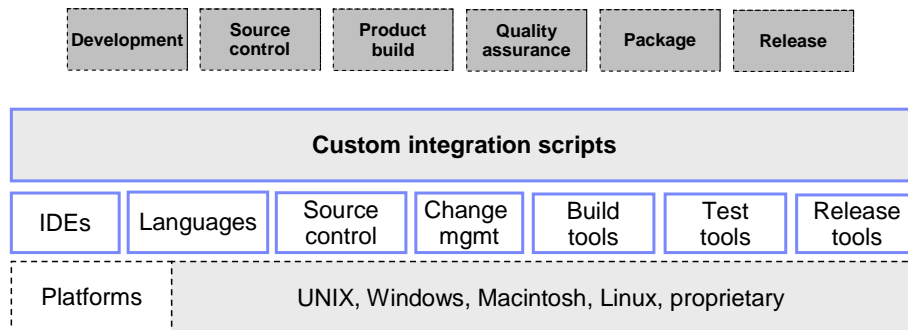 Development
Source
control
Product
build
Quality
assurance
Package
Release
Custom integration scripts
IDEs
Languages
Source
control
Change
mgmt
Build
tools
Test
tools
Release
tools
Platforms
UNIX, Windows, Macintosh, Linux, proprietary